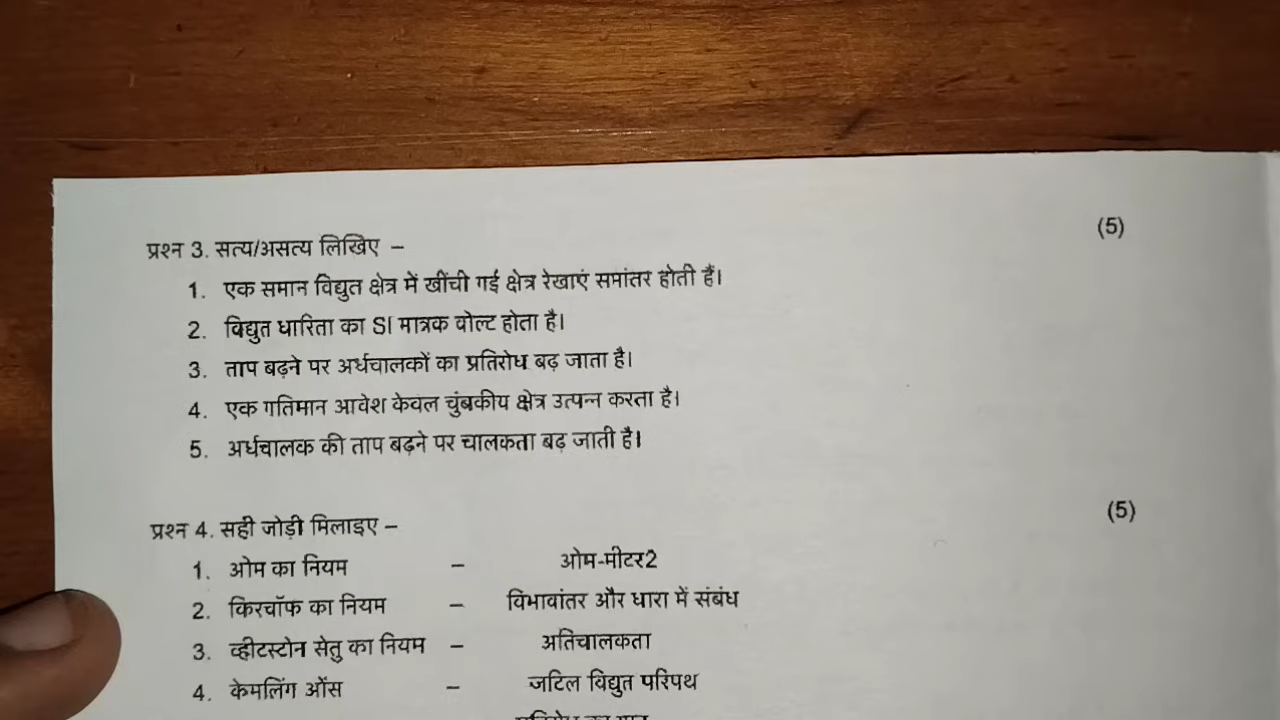 (5)
प्रश्न 3. सत्य/असत्य लिखिए –
1. एक समान विद्युत क्षेत्र में खींची गई क्षेत्र रेखाएं समांतर होती हैं।
2. विद्युत धारिता का SI मात्रक वोल्ट होता है।
3. ताप बढ़ने पर अर्धचालकों का प्रतिरोध बढ़ जाता है।
4. एक गतिमान आवेश केवल चुंबकीय क्षेत्र उत्पन्न करता है।
5. अर्धचालक की ताप बढ़ने पर चालकता बढ़ जाती है।
(5)
प्रश्न 4. सही जोड़ी मिलाइए –
1. ओम का नियम – ओम-मीटर2
2. किरचॉफ का नियम – विभावांतर और धारा में संबंध
3. व्हीटस्टोन सेतु का नियम – अतिचालकता
4. केमलिंग ओंस – जटिल विद्युत परिपथ